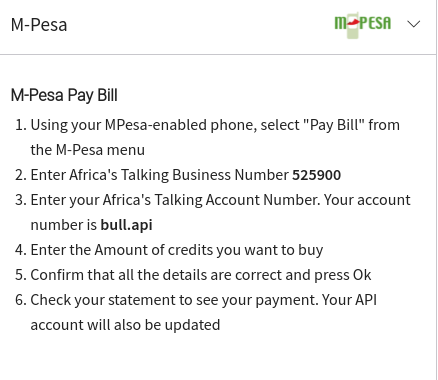 M-Pesa
M-PESA
M-Pesa Pay Bill
1. Using your MPesa-enabled phone, select "Pay Bill" from
the M-Pesa menu
2. Enter Africa's Talking Business Number 525900
3. Enter your Africa's Talking Account Number. Your account
number is bull.api
4. Enter the Amount of credits you want to buy
5. Confirm that all the details are correct and press Ok
6. Check your statement to see your payment. Your API
account will also be updated